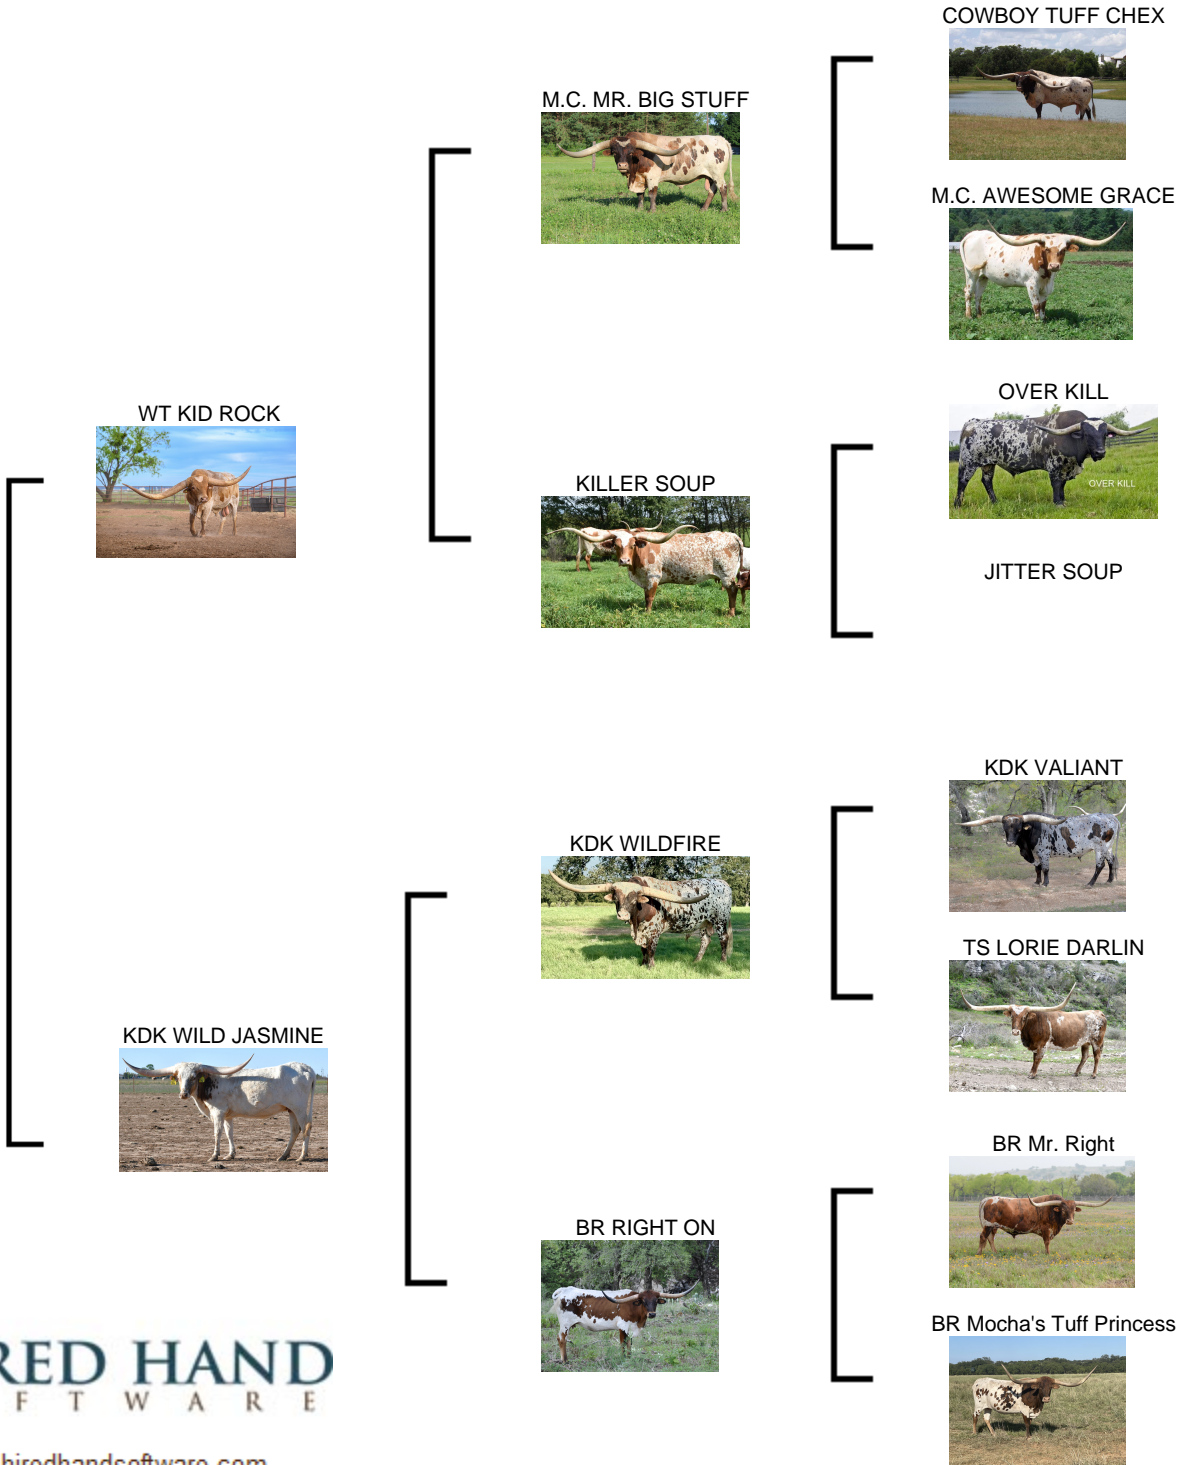 COWBOY TUFF CHEX
M.C. MR. BIG STUFF
M.C. AWESOME GRACE
OVER KILL
WT KID ROCK
OVER KILL
KILLER SOUP
JITTER SOUP
KDK VALIANT
KDK WILDFIRE
TS LORIE DARLIN
KDK WILD JASMINE
BR Mr. Right
BR RIGHT ON
BR Mocha's Tuff Princess
RED HAND
F T W A R E
hiredhandsoftware.com